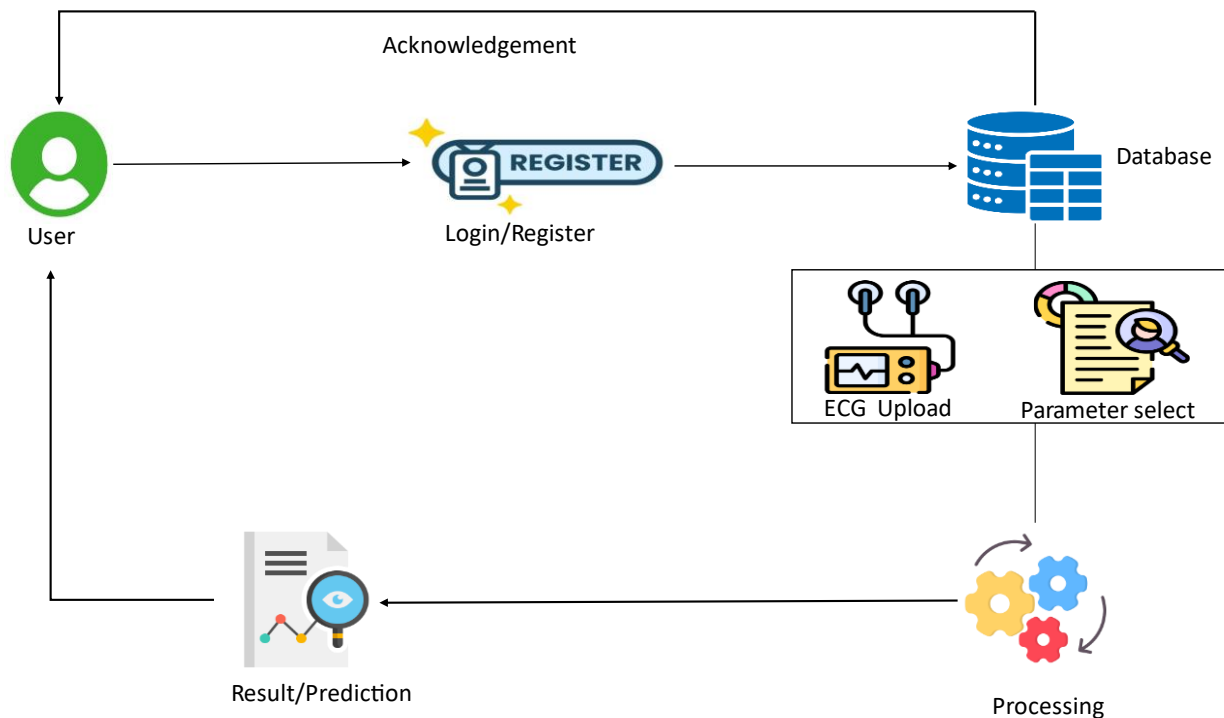 Acknowledgement
REGISTER
Database
User
Login/Register
ECG  Upload
Parameter select
Result/Prediction
Processing